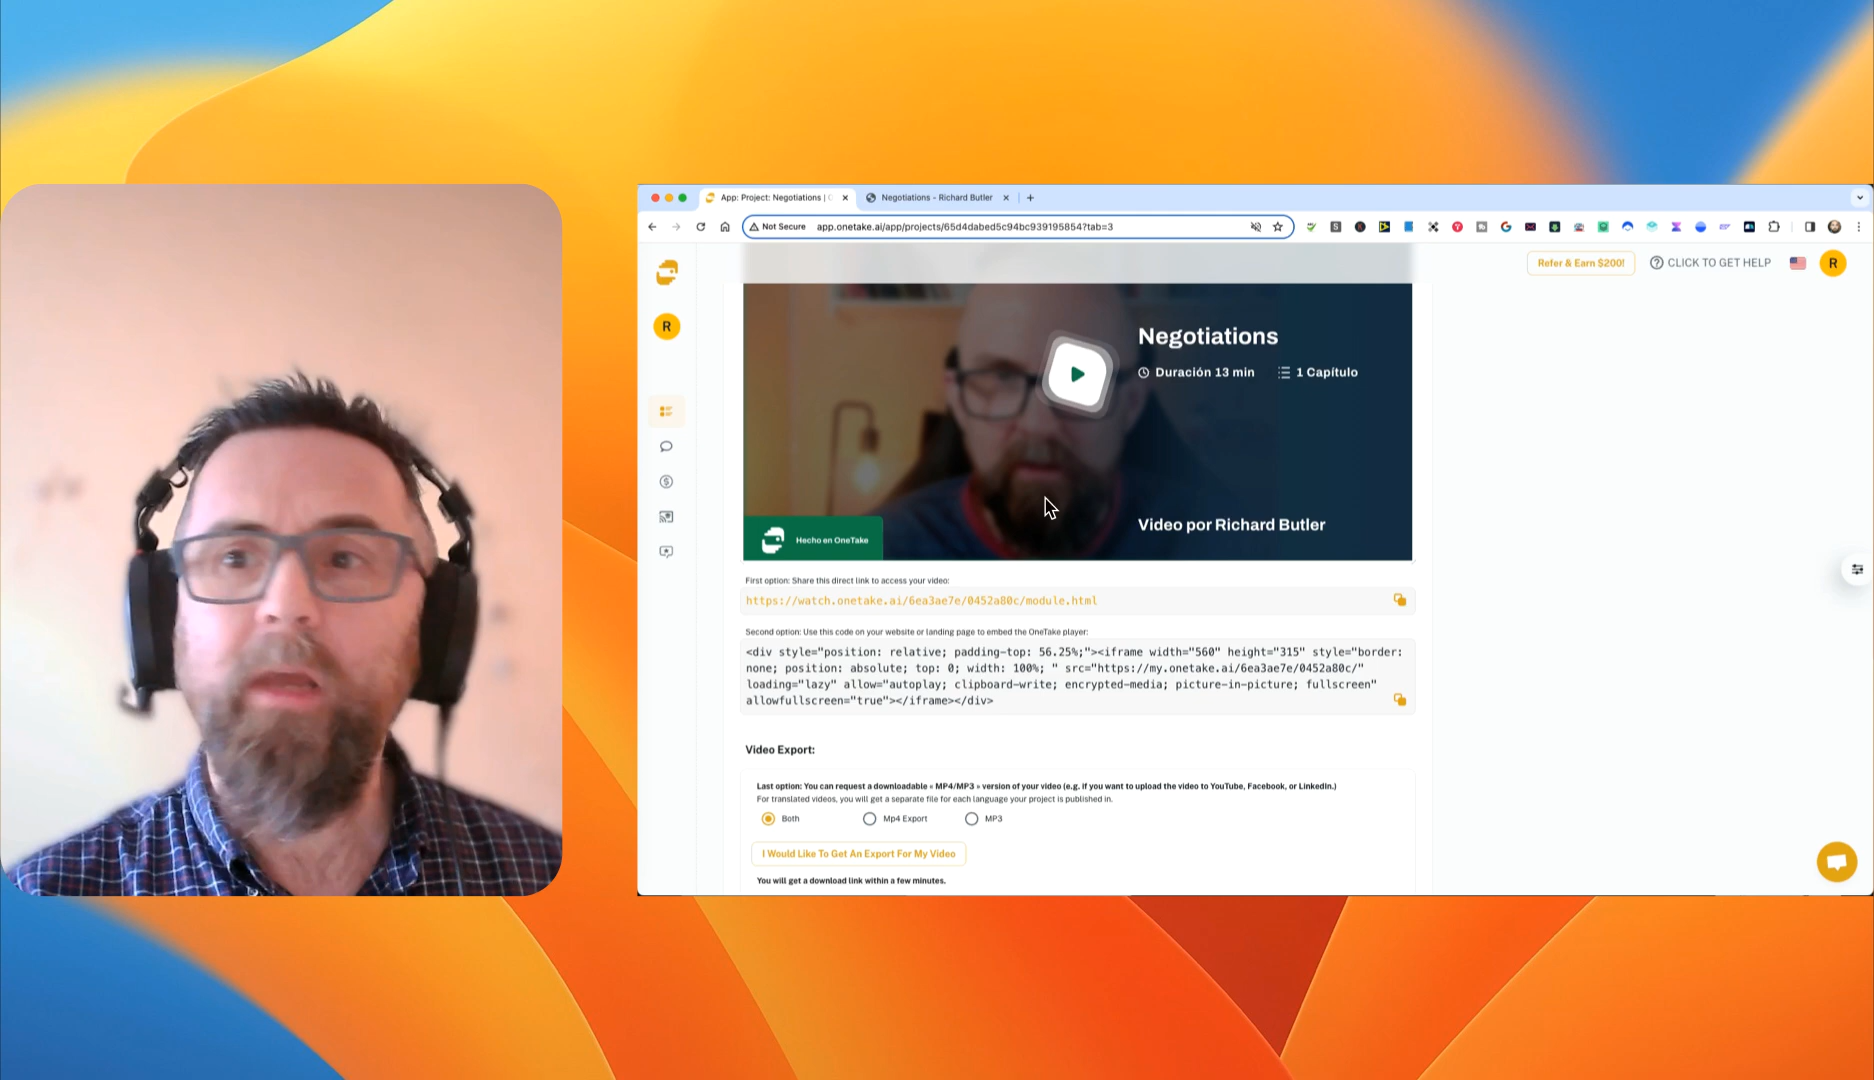 App: Project: Negotiations |
Negotiations - Richard Butler
Not Secure app.onetake.ai/app/projects/65d4dabed5c94bc939195854?tab=3
Refer & Earn $200!
CLICK TO GET HELP
R
R
Negotiations
Duración 13 min
1 Capítulo
Video por Richard Butler
Hecho en OneTake
First option: Share this direct link to access your video:
https://watch.onetake.ai/6ea3ae7e/0452a80c/module.html
Second option: Use this code on your website or landing page to embed the OneTake player:
<div style="position: relative; padding-top: 56.25%;"><iframe width="560" height="315" style="border:
none; position: absolute; top: 0; width: 100%; " src="https://my.onetake.ai/6ea3ae7e/0452a80c/"
loading="lazy" allow="autoplay; clipboard-write; encrypted-media; picture-in-picture; fullscreen"
allowfullscreen="true"></iframe></div>
Video Export:
Last option: You can request a downloadable « MP4/MP3 » version of your video (e.g. if you want to upload the video to YouTube, Facebook, or LinkedIn.)
For translated videos, you will get a separate file for each language your project is published in.
Both
Mp4 Export
MP3
I Would Like To Get An Export For My Video
You will get a download link within a few minutes.